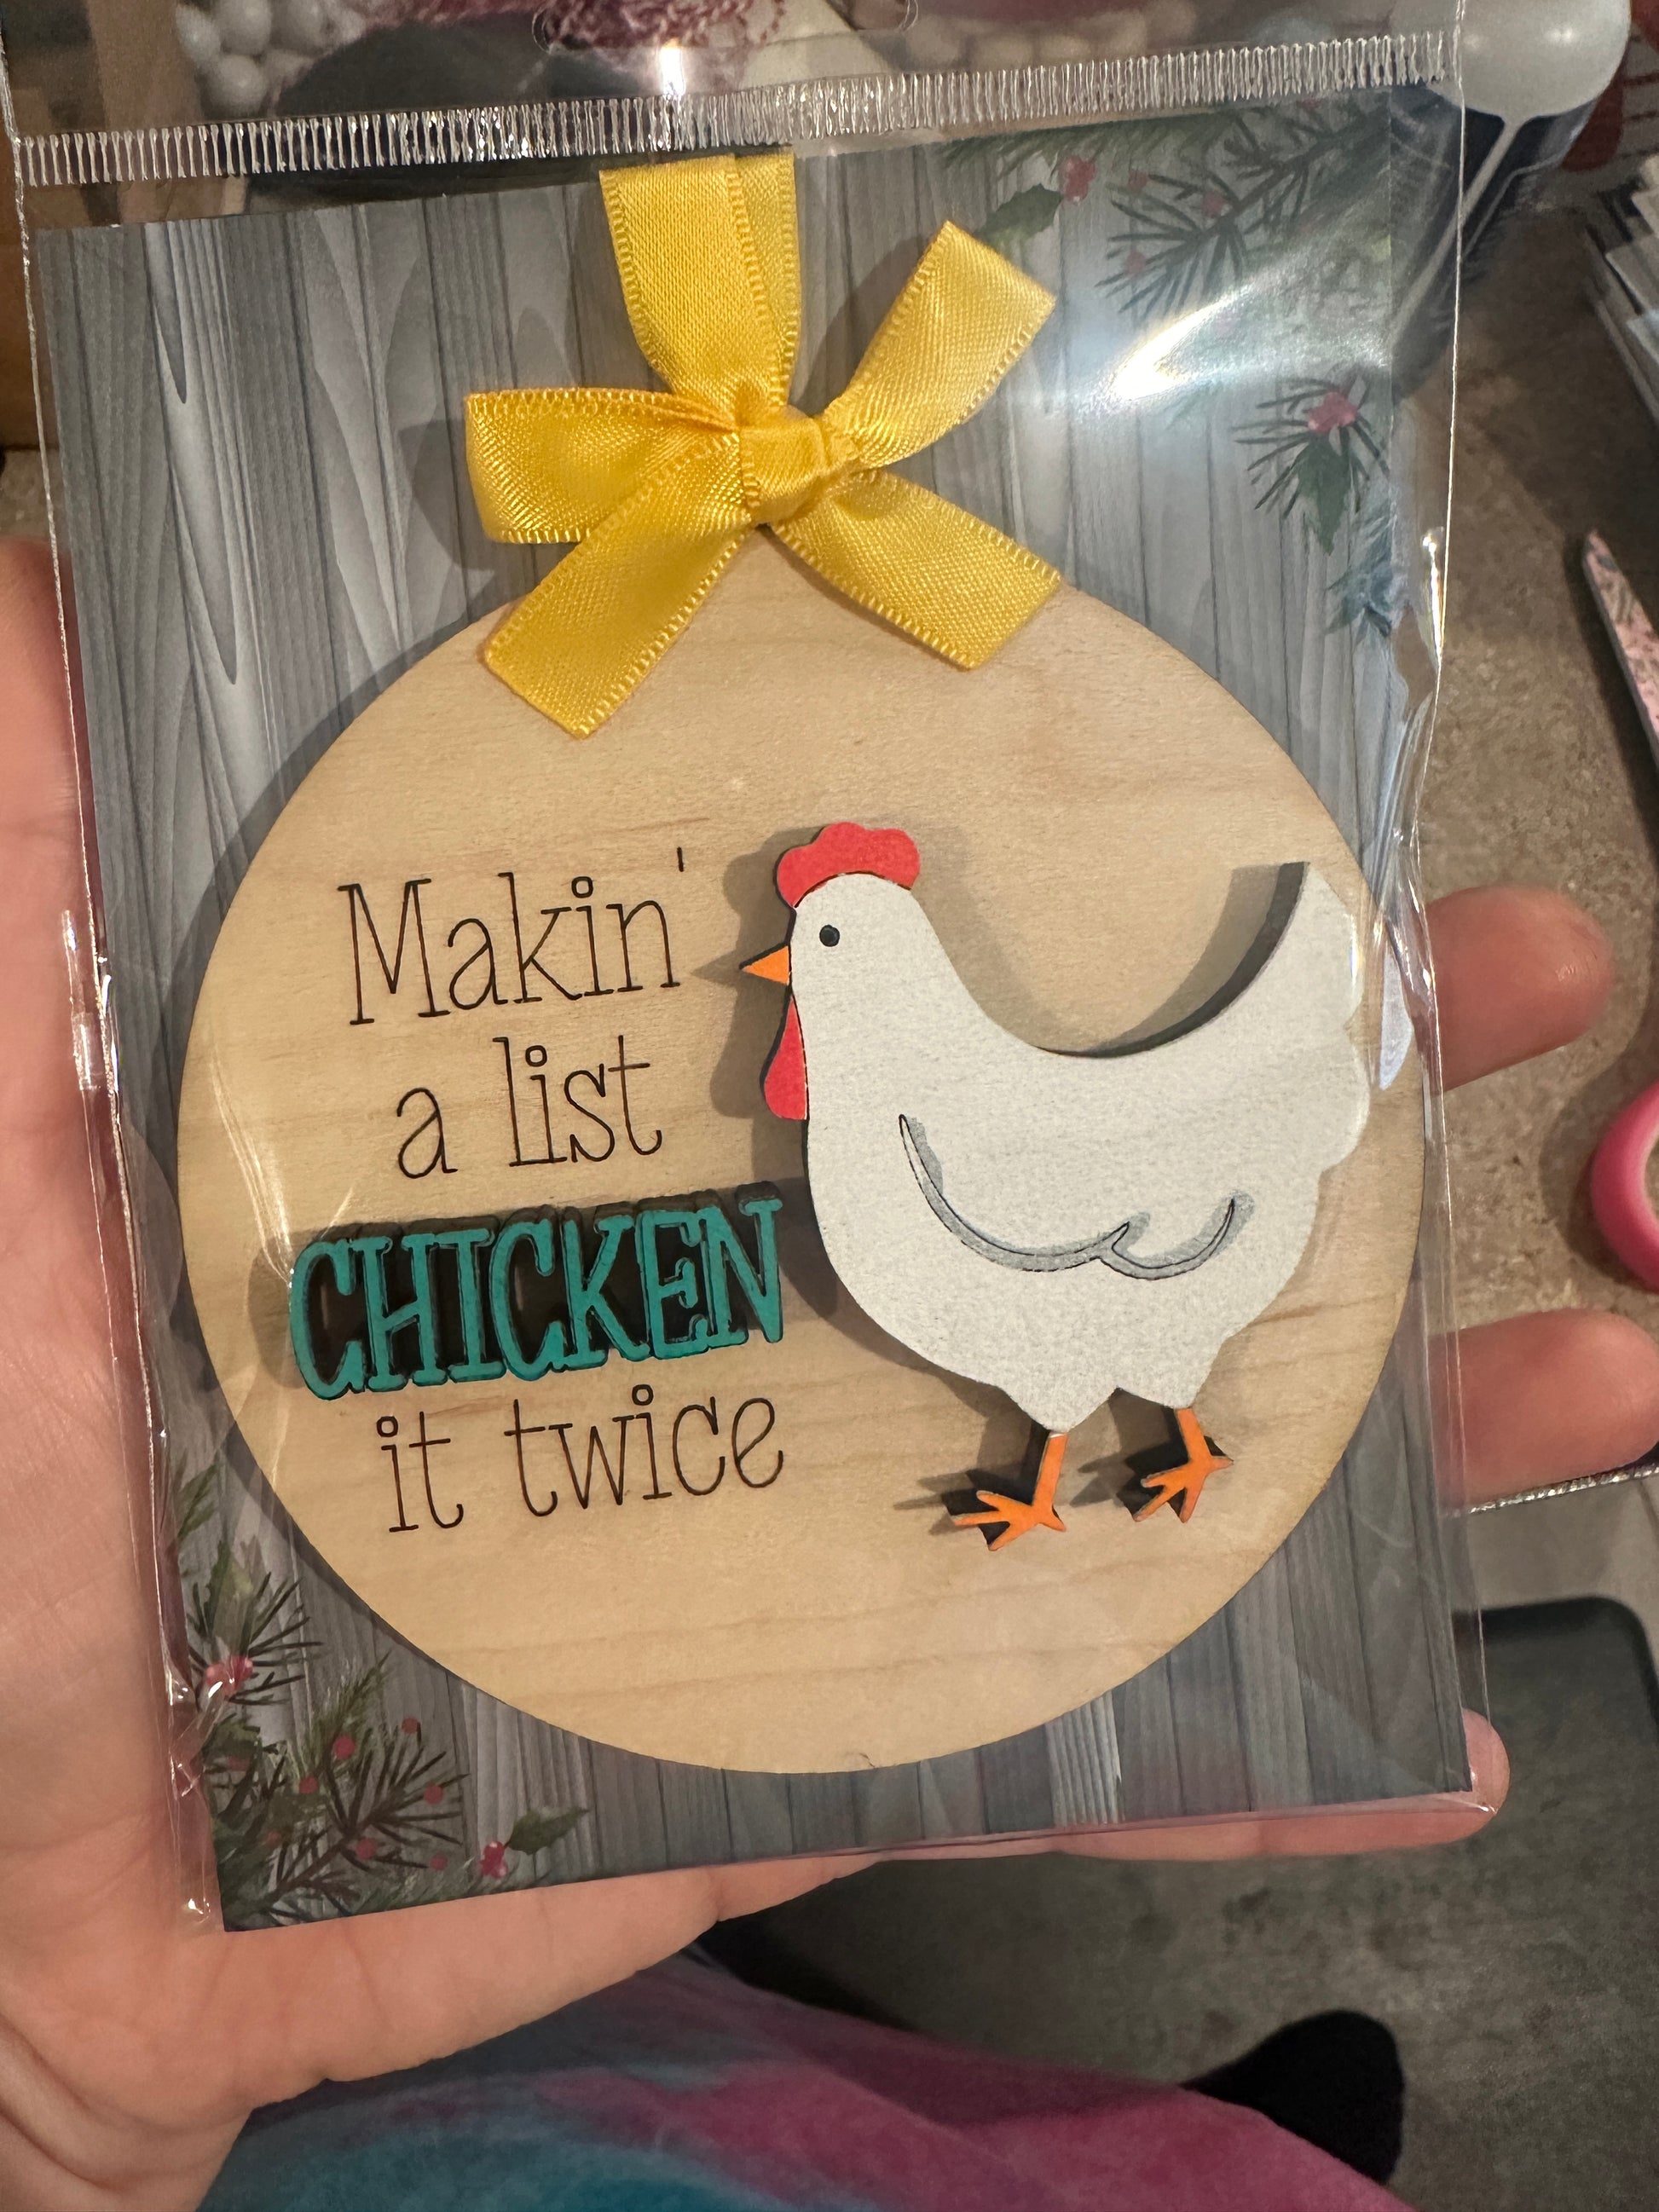 Makin'
a list
CHICKEN
it twice